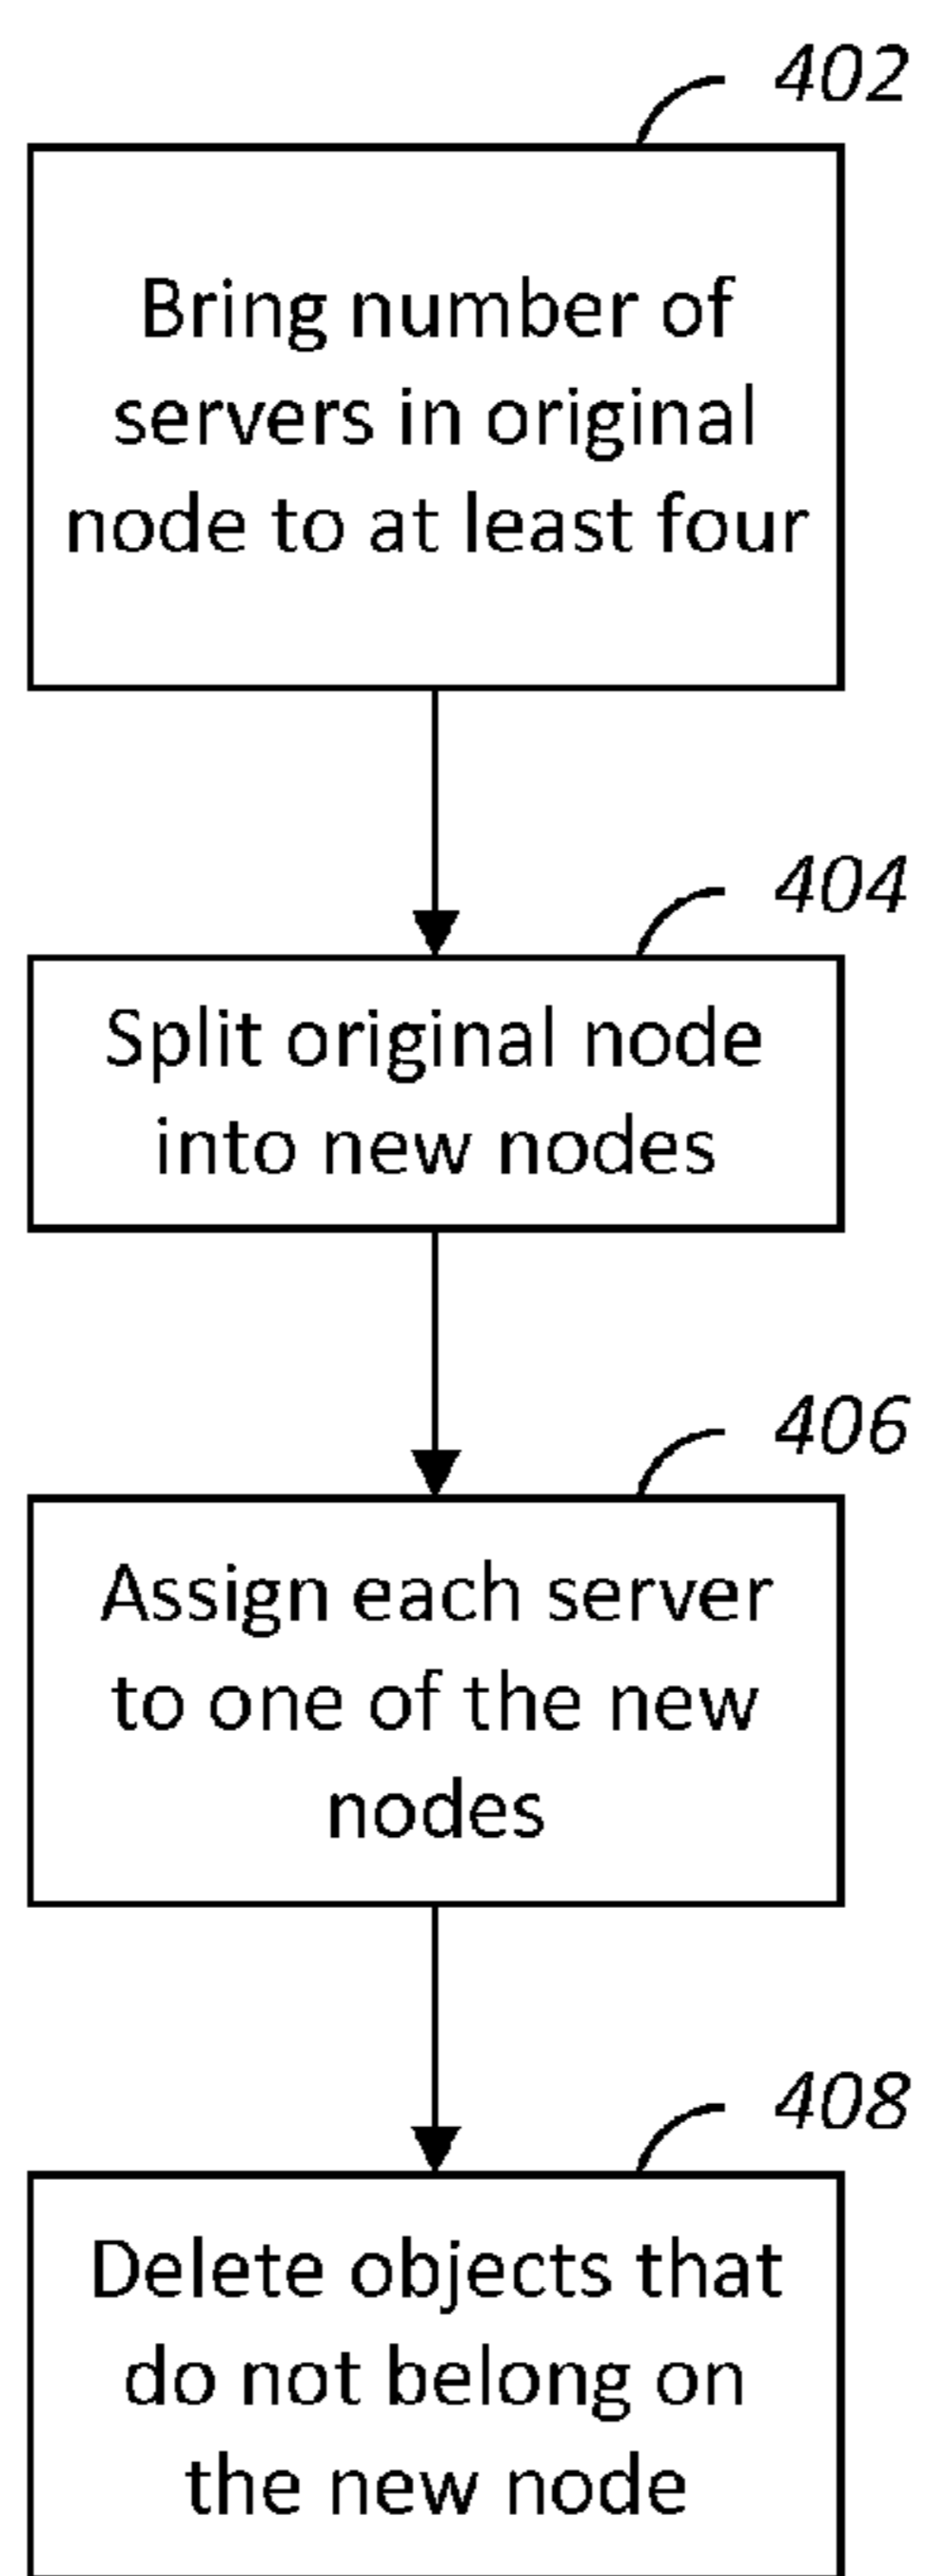 402
Bring number of
servers in original
node to at least four
404
Split original node
into new nodes
406
Assign each server
to one of the new
nodes
408
Delete objects that
do not belong on
the new node